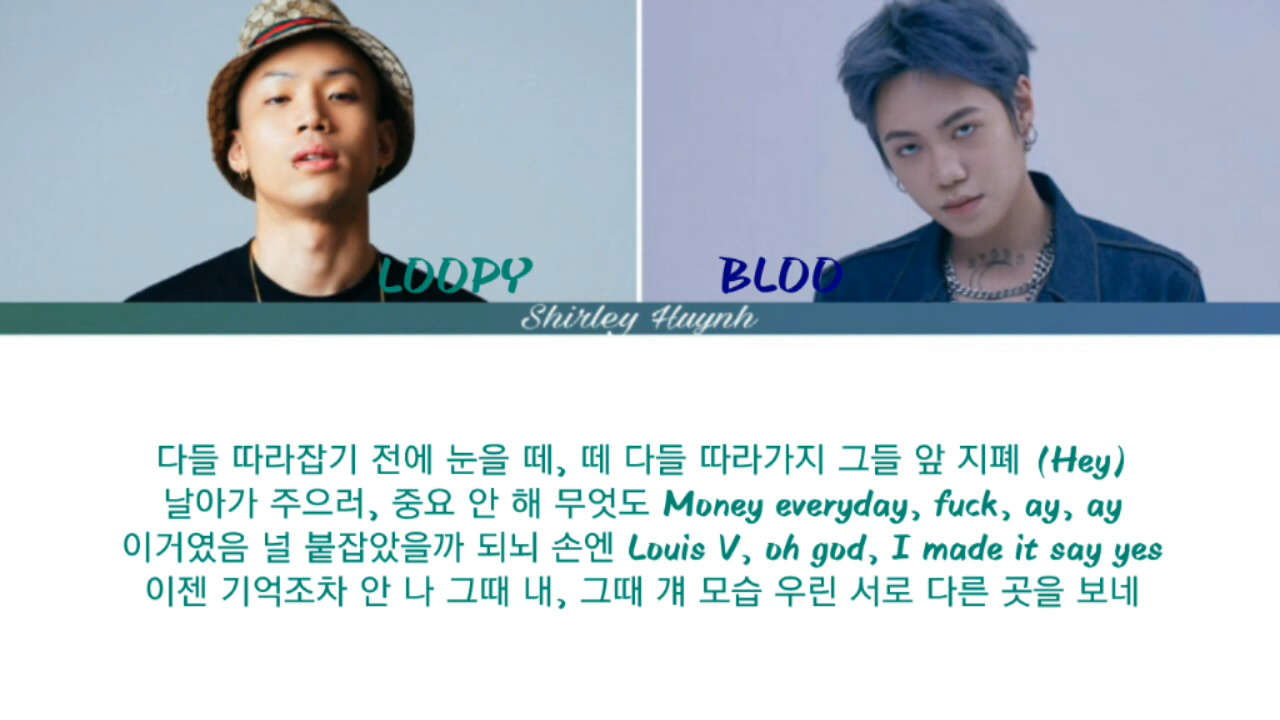 LOOPY
BLOO
Shirley Huynh
다들 따라잡기 전에 눈을 떼, 떼 다들 따라가지 그들 앞 지폐 (Hey)
날아가 주으러, 중요 안 해 무엇도 Money everyday, fuck, ay, ay
이거였음 널 붙잡았을까 되뇌 손엔 Louis V, oh god, I made it say yes
이젠 기억조차 안 나 그때 내, 그때 걔 모습 우린 서로 다른 곳을 보네